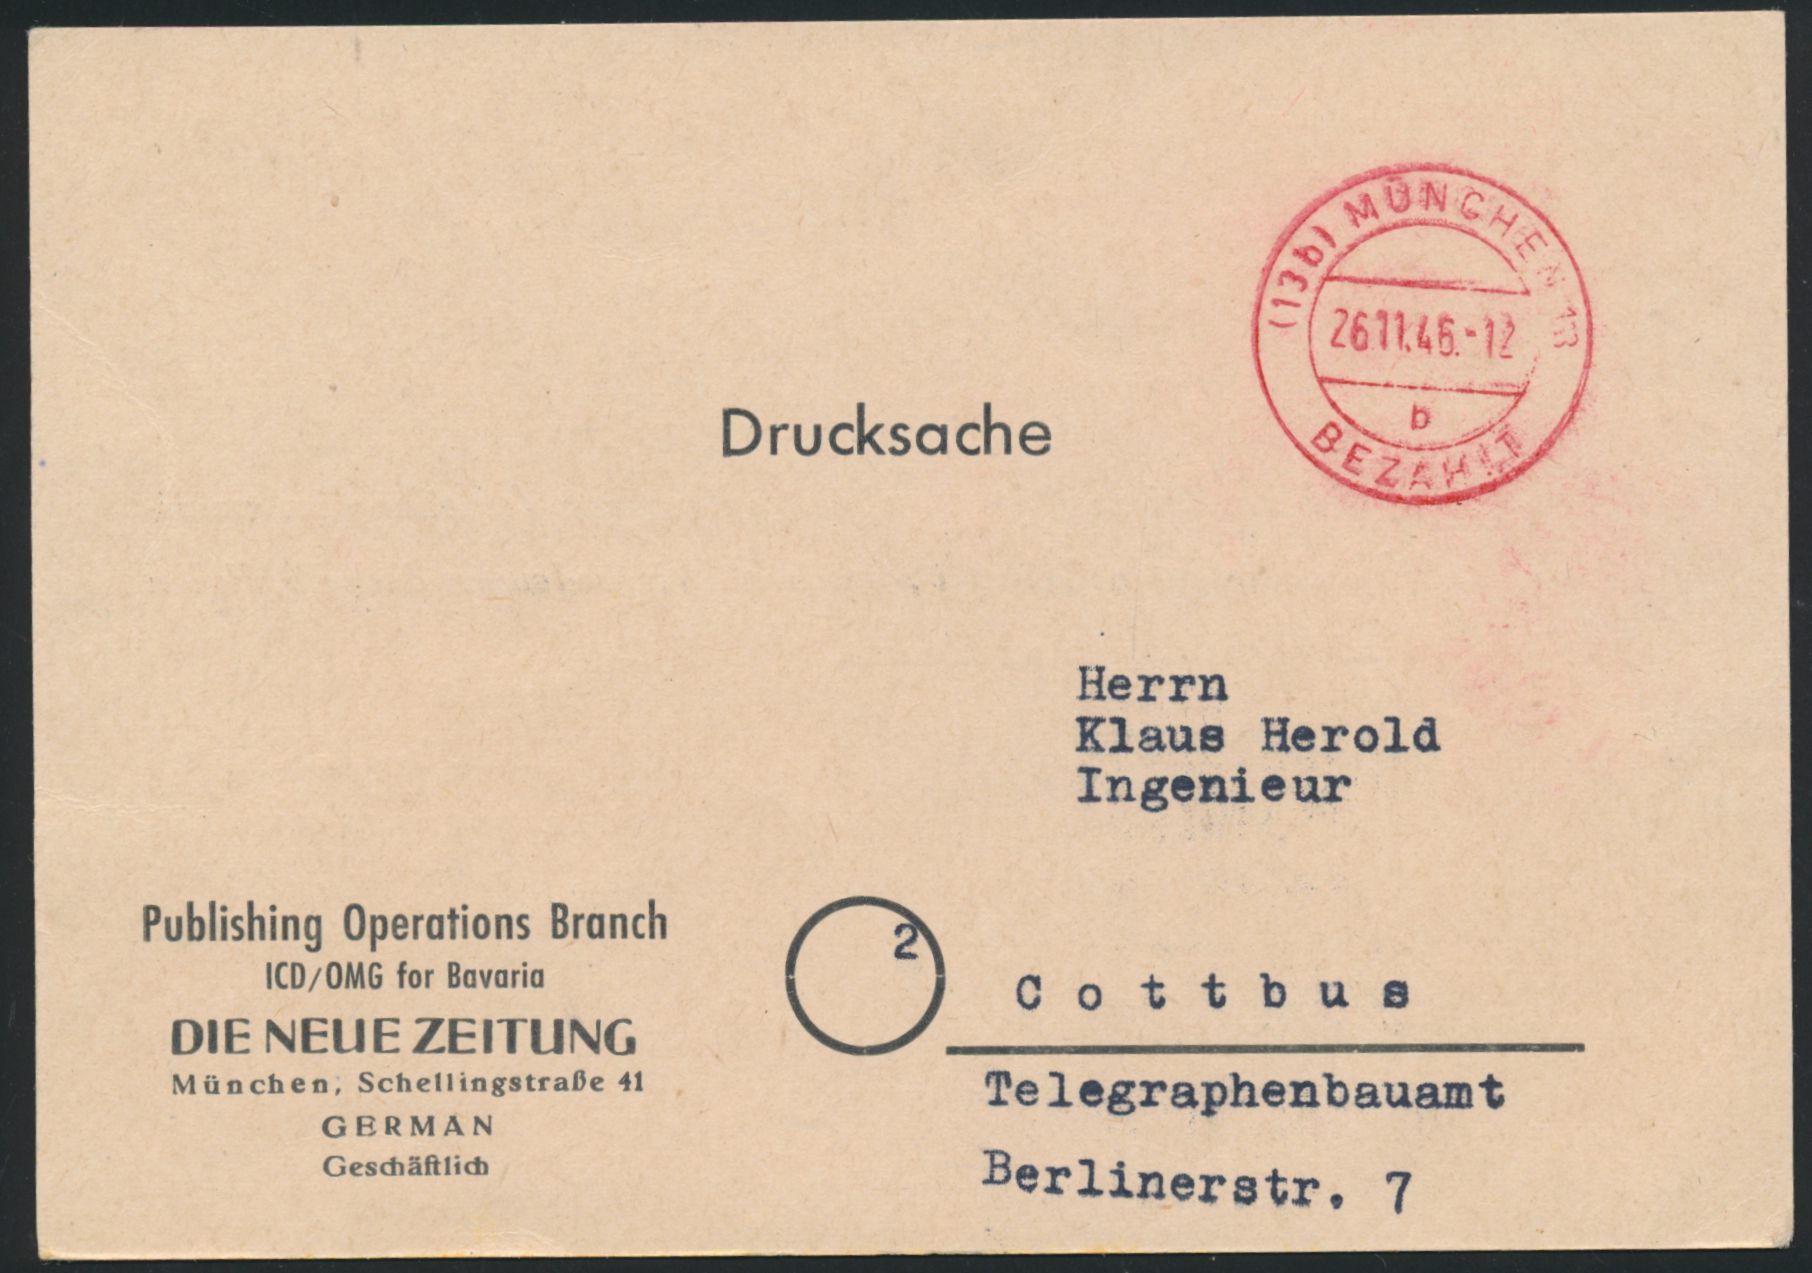 (13b) MÜNCHEN 13
26.11.46.-12
b
BEZAHLT
Drucksache
Herrn
Klaus Herold
Ingenieur
Publishing Operations Branch
ICD/OMG for Bavaria
DIE NEUE ZEITUNG
München, Schellingstraße 41
GERMAN
Geschäftlich
2
Cottbus
Telegraphenbauamt
Berlinerstr. 7